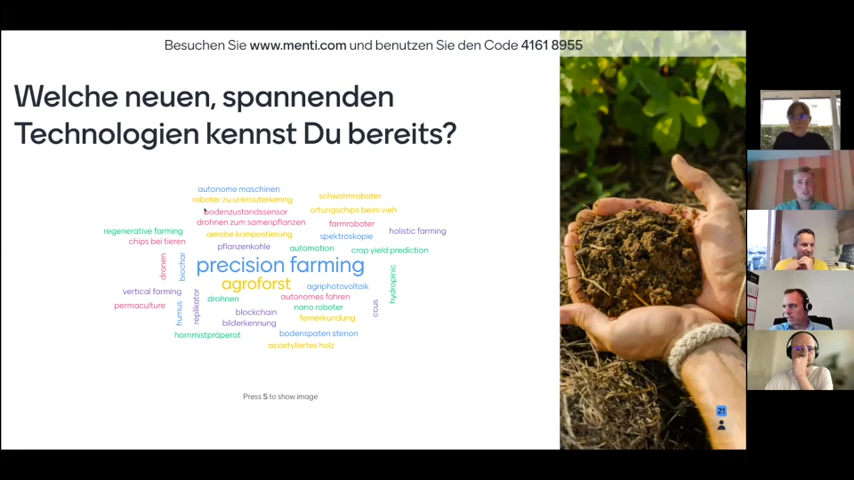 Besuchen Sie www.menti.com und benutzen Sie den Code 4161 8955
Welche neuen, spannenden
Technologien kennst Du bereits?
autonome maschinen
roboter zu unkrauterkenng
schwarmroboter
bodenzustandssensor
ortungschips beim vieh
drohnen zum samenpflanzen
farmroboter
regenerative farming
aerobe kompostierung
spektroskopie
holistic farming
chips bei tieren
pflanzenkohle
automation
crop yield prediction
drohnen
biochar
precision farming
hydroponic
agroforst
agriphotovoltaik
vertical farming
replikator
drohnen
autonomes fahren
permaculture
humus
blockchain
nano roboter
ccus
bilderkennung
fernerkundung
hornmistpräperat
bodenspaten stenon
accetyliertes holz
Press S to show image
21